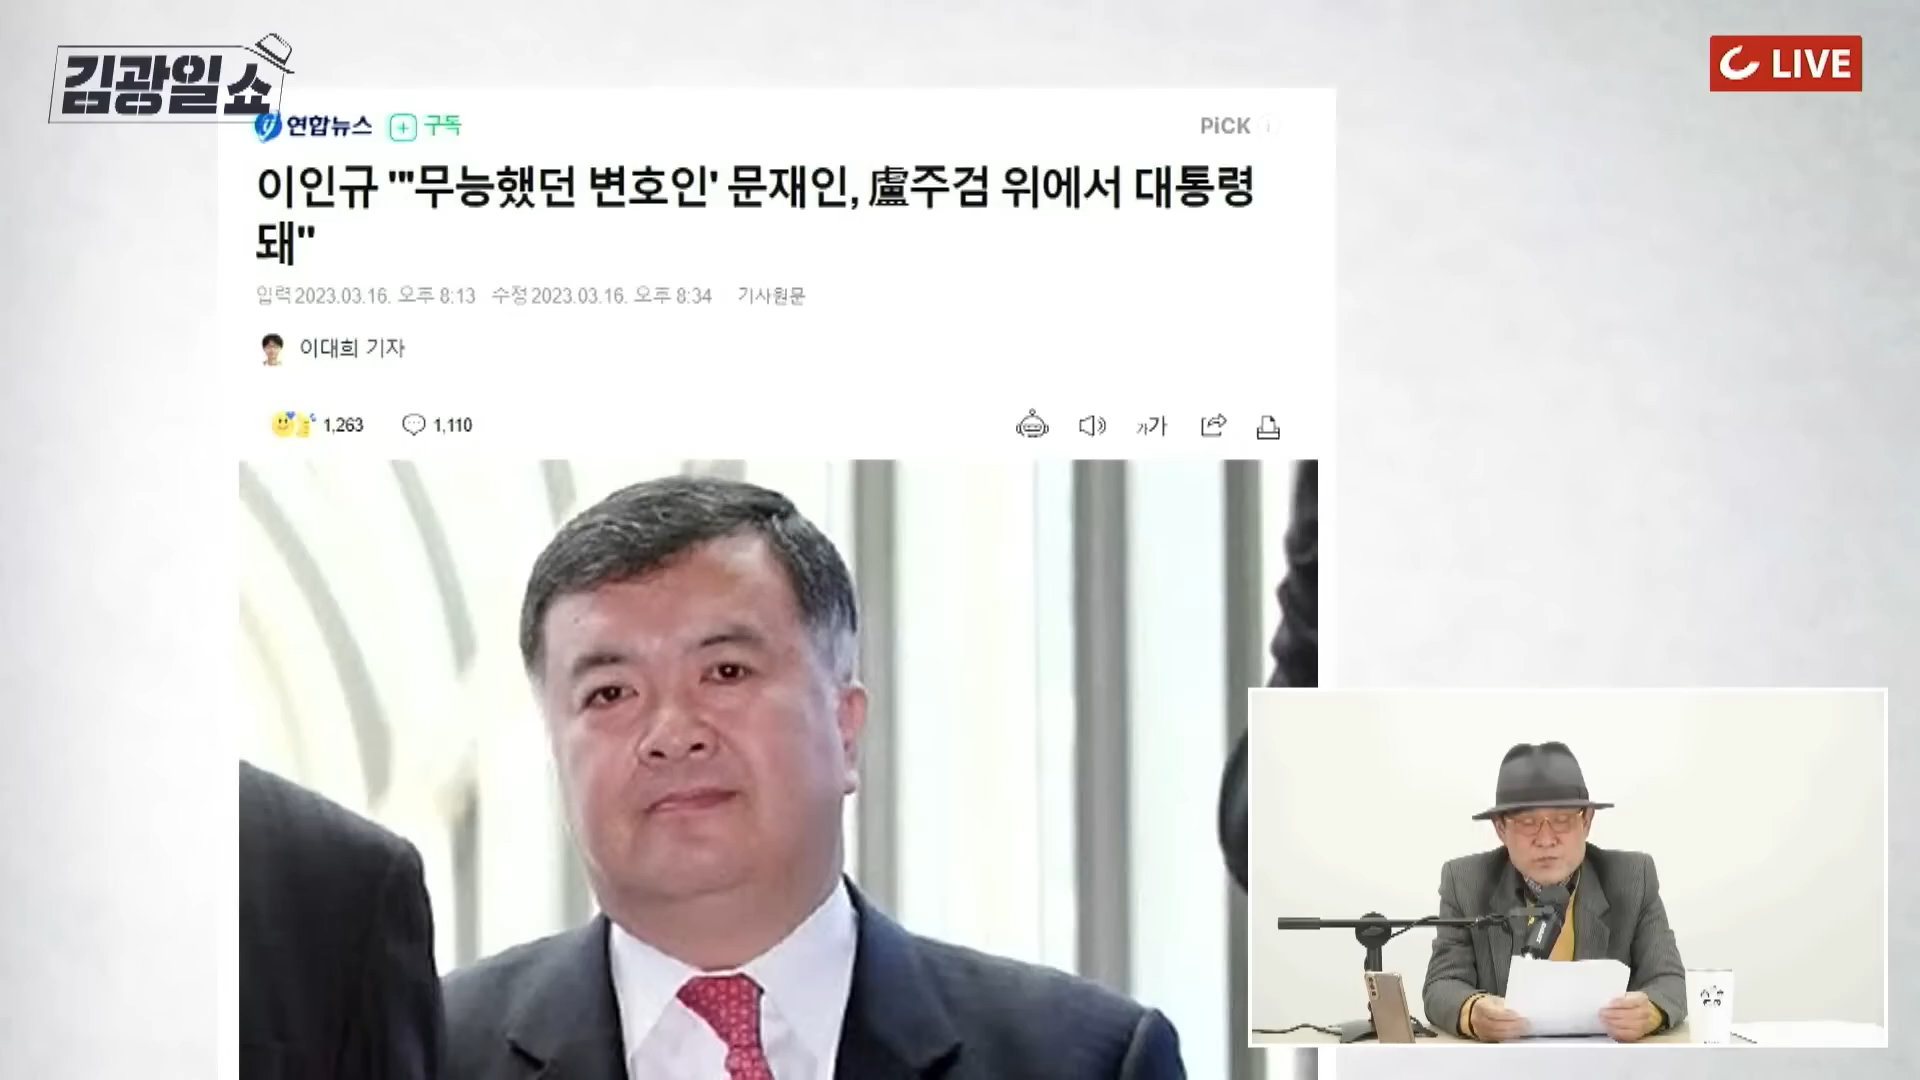 김광일쇼
LIVE
연합뉴스 구독
PiCK
이인규 "'무능했던 변호인' 문재인, 盧주검 위에서 대통령
돼"
입력 2023.03.16. 오후 8:13 수정 2023.03.16. 오후 8:34 기사원문
이대희 기자
1,263 1,110
가가